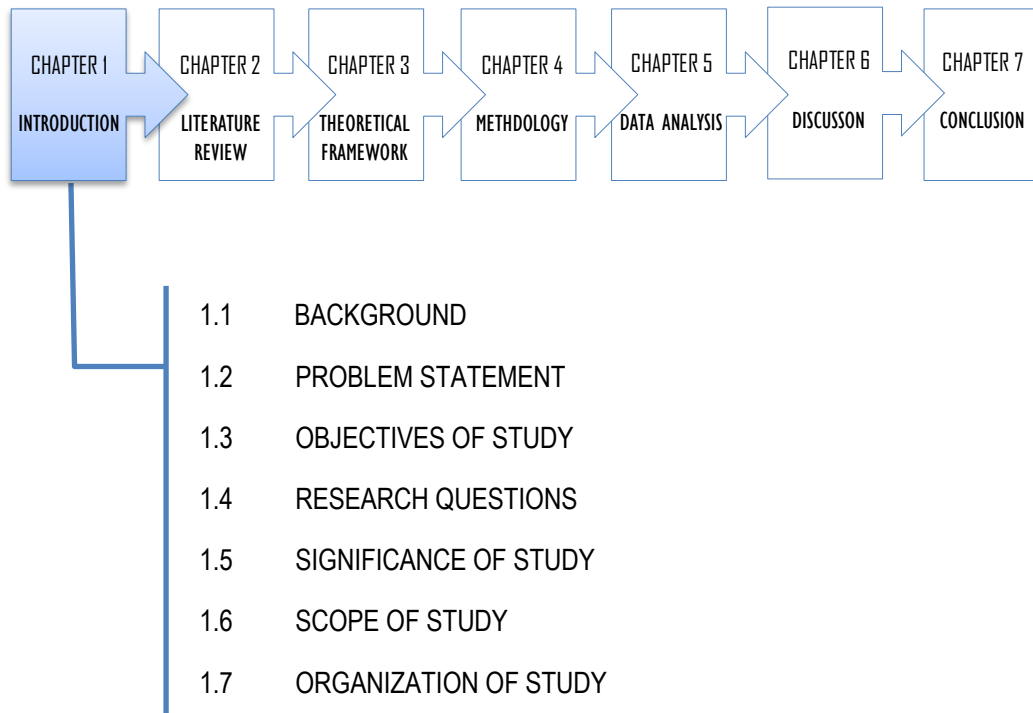 CHAPTER 1
INTRODUCTION
CHAPTER 2
LITERATURE
REVIEW
CHAPTER 3
THEORETICAL
FRAMEWORK
CHAPTER 4
METHDOLOGY
CHAPTER 5
DATA ANALYSIS
CHAPTER 6
DISCUSSON
CHAPTER 7
CONCLUSION
1.1 BACKGROUND
1.2 PROBLEM STATEMENT
1.3 OBJECTIVES OF STUDY
1.4 RESEARCH QUESTIONS
1.5 SIGNIFICANCE OF STUDY
1.6 SCOPE OF STUDY
1.7 ORGANIZATION OF STUDY